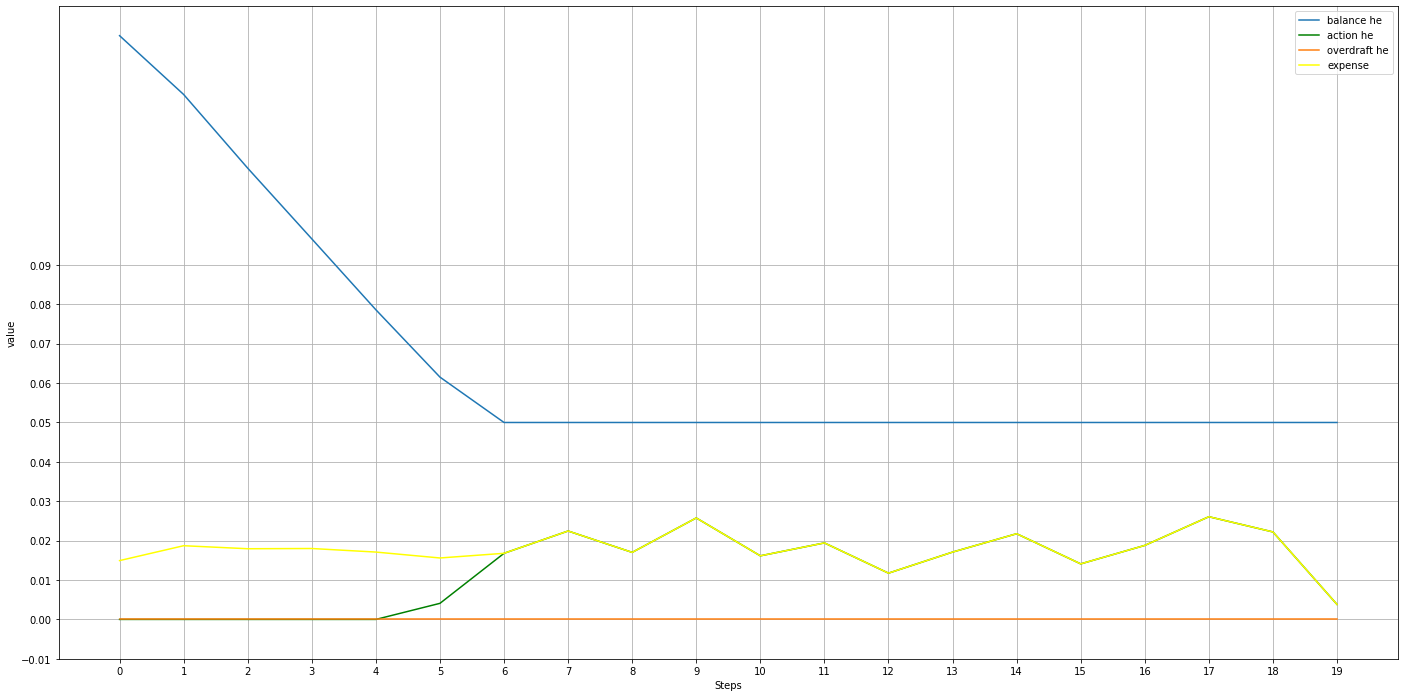 balance he
action he
overdraft he
expense
value
0.09
0.08
0.07
0.06
0.05
0.04
0.03
0.02
0.01
0.00
−0.01
0 1 2 3 4 5 6 7 8 9 10 11 12 13 14 15 16 17 18 19
Steps